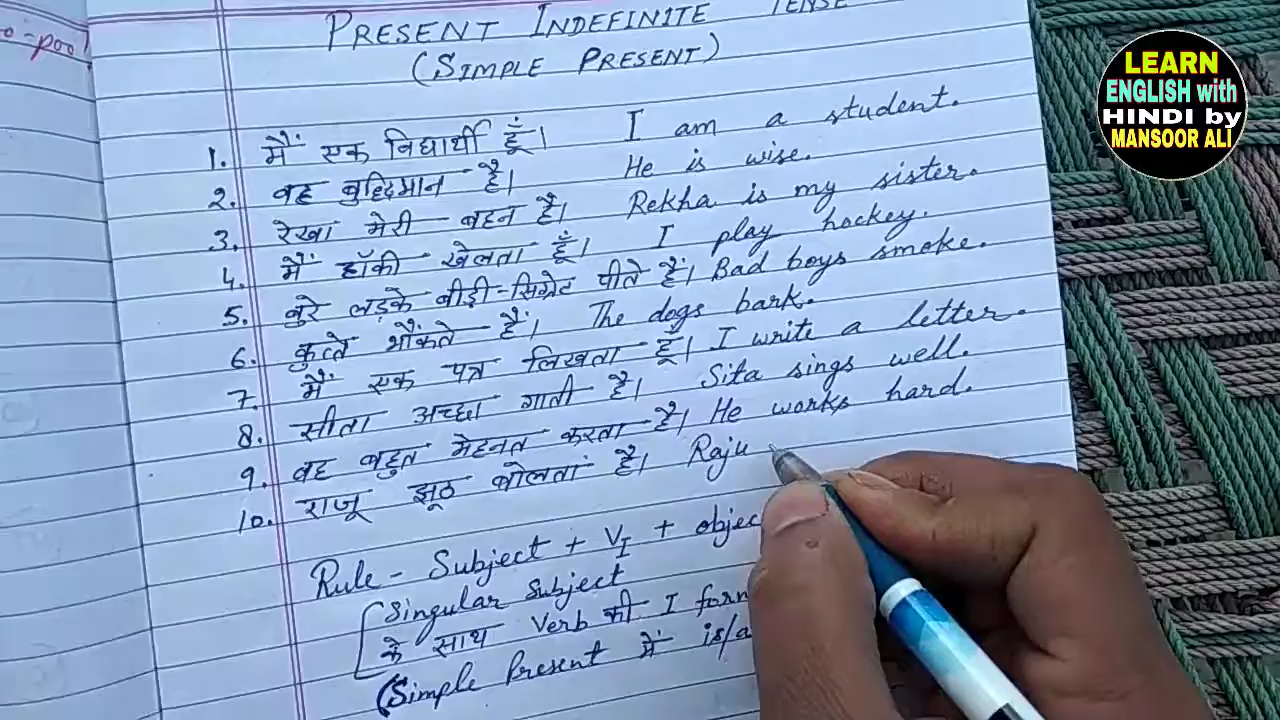 PRESENT INDEFINITE TENSE
(SIMPLE PRESENT)
1. मैं एक विद्यार्थी हूँ। I am a student.
2. वह बुद्धिमान है। He is wise.
3. रेखा मेरी बहन है। Rekha is my sister.
4. मैं हॉकी खेलता हूँ। I play hockey.
5. बुरे लड़के बीड़ी-सिग्रेट पीते हैं। Bad boys smoke.
6. कुत्ते भौंकते हैं। The dogs bark.
7. मैं एक पत्र लिखता हूँ। I write a letter.
8. सीता अच्छा गाती है। Sita sings well.
9. वह बहुत मेहनत करता है। He works hard.
10. राजू झूठ बोलता है। Raju
Rule - Subject + V I + objec
Singular Subject
के साथ Verb की I form
(Simple Present में is/a
LEARN
ENGLISH with
HINDI by
MANSOOR ALI